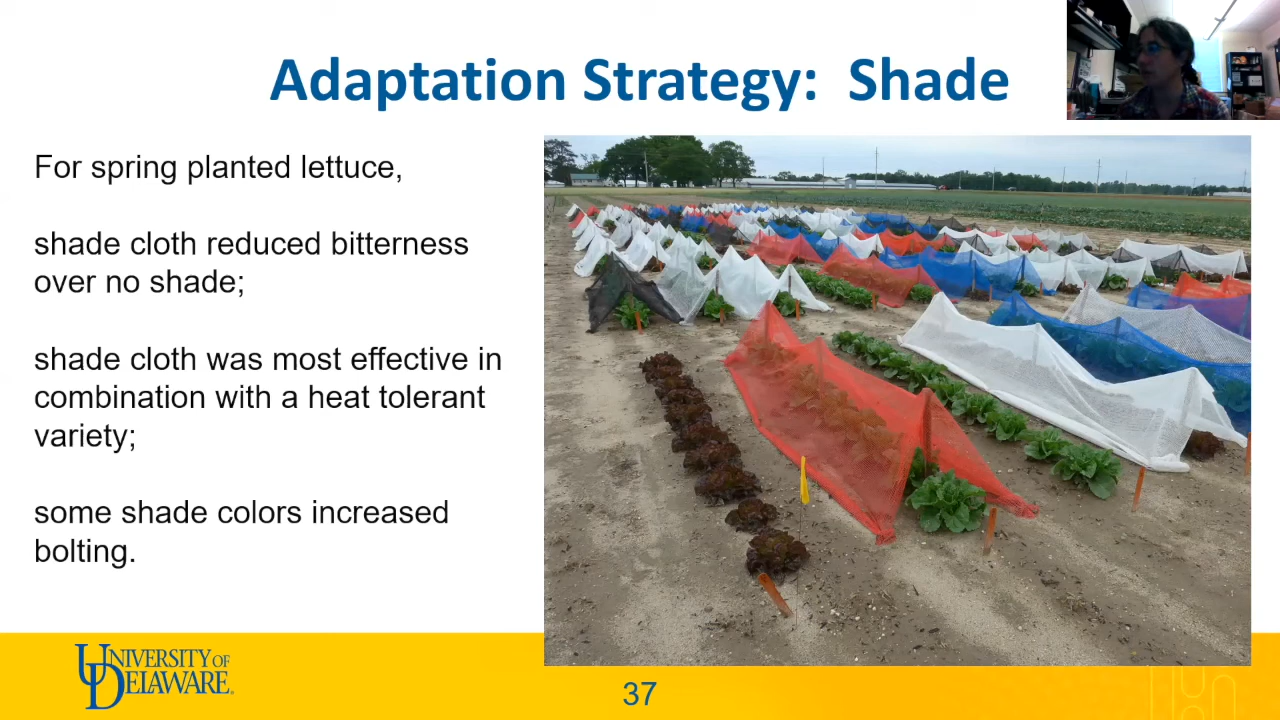 Adaptation Strategy:  Shade
For spring planted lettuce,
shade cloth reduced bitterness
over no shade;
shade cloth was most effective in
combination with a heat tolerant
variety;
some shade colors increased
bolting.
UNIVERSITY OF
DELAWARE
37